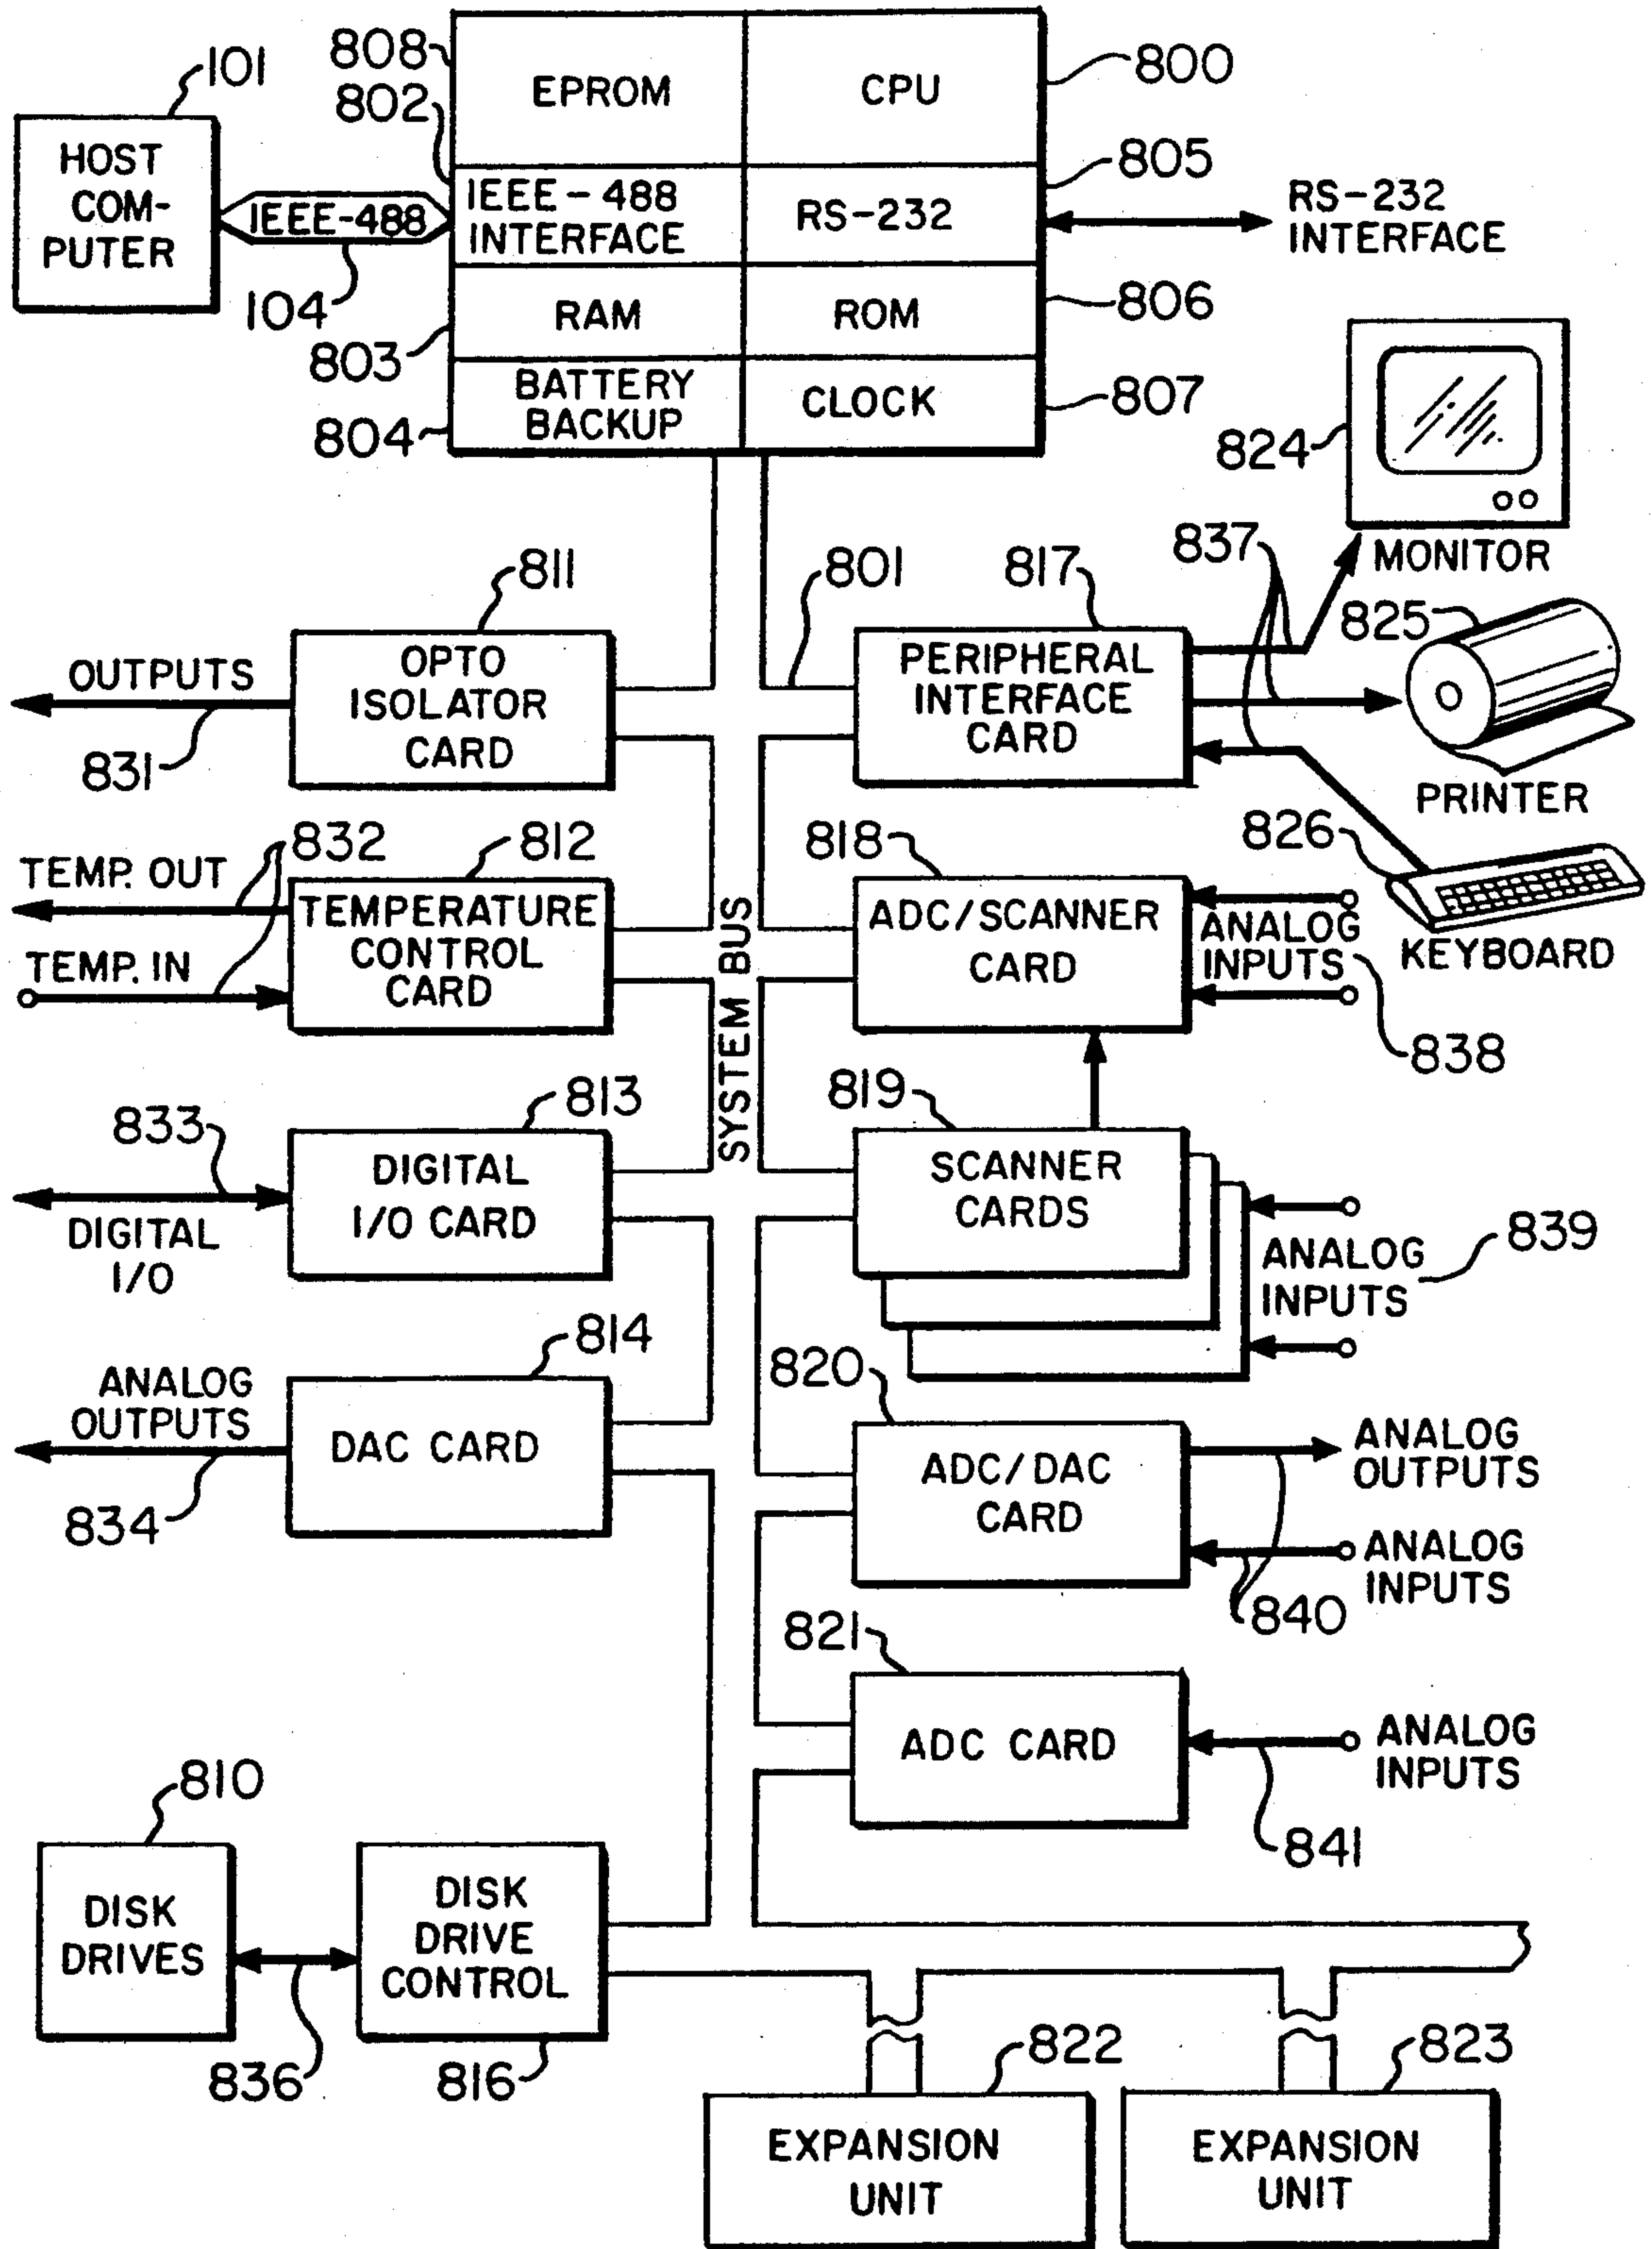 101
HOST
COM-
PUTER
IEEE-488
104
808
802
803
804
EPROM
CPU
IEEE-488
INTERFACE
RS-232
RAM
ROM
BATTERY
BACKUP
CLOCK
800
805
806
807
RS-232
INTERFACE
824
MONITOR
837
825
PRINTER
826
KEYBOARD
811
OPTO
ISOLATOR
CARD
OUTPUTS
831
801
817
PERIPHERAL
INTERFACE
CARD
832
812
TEMP. OUT
TEMP. IN
TEMPERATURE
CONTROL
CARD
SYSTEM BUS
818
ADC/SCANNER
CARD
ANALOG
INPUTS
838
833
813
DIGITAL
I/O
DIGITAL
I/O CARD
819
SCANNER
CARDS
ANALOG
INPUTS
839
814
ANALOG
OUTPUTS
834
DAC CARD
820
ADC/DAC
CARD
ANALOG
OUTPUTS
ANALOG
INPUTS
840
821
ADC CARD
ANALOG
INPUTS
841
810
DISK
DRIVES
836
DISK
DRIVE
CONTROL
816
822
EXPANSION
UNIT
823
EXPANSION
UNIT